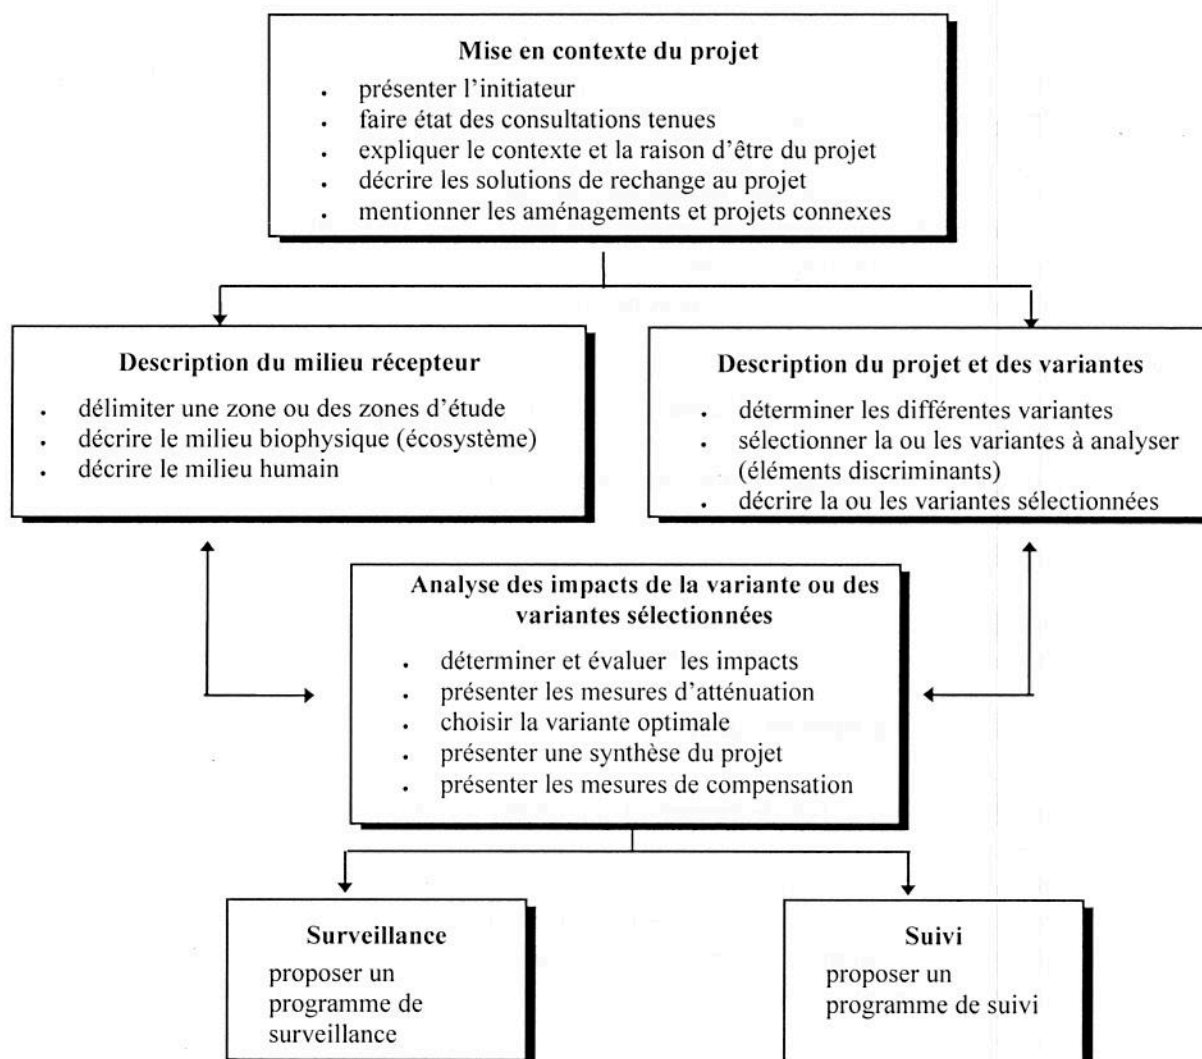 Mise en contexte du projet
• présenter l'initiateur
• faire état des consultations tenues
• expliquer le contexte et la raison d'être du projet
• décrire les solutions de rechange au projet
• mentionner les aménagements et projets connexes
Description du milieu récepteur
• délimiter une zone ou des zones d'étude
• décrire le milieu biophysique (écosystème)
• décrire le milieu humain
Description du projet et des variantes
• déterminer les différentes variantes
• sélectionner la ou les variantes à analyser
(éléments discriminants)
• décrire la ou les variantes sélectionnées
Analyse des impacts de la variante ou des
variantes sélectionnées
• déterminer et évaluer les impacts
• présenter les mesures d'atténuation
• choisir la variante optimale
• présenter une synthèse du projet
• présenter les mesures de compensation
Surveillance
proposer un
programme de
surveillance
Suivi
proposer un
programme de suivi